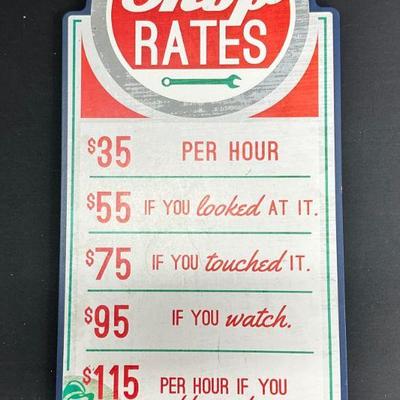 Shop
RATES
$35 PER HOUR
$55 IF YOU looked AT IT.
$75 IF YOU touched IT.
$95 IF YOU watch.
$115 PER HOUR IF YOU